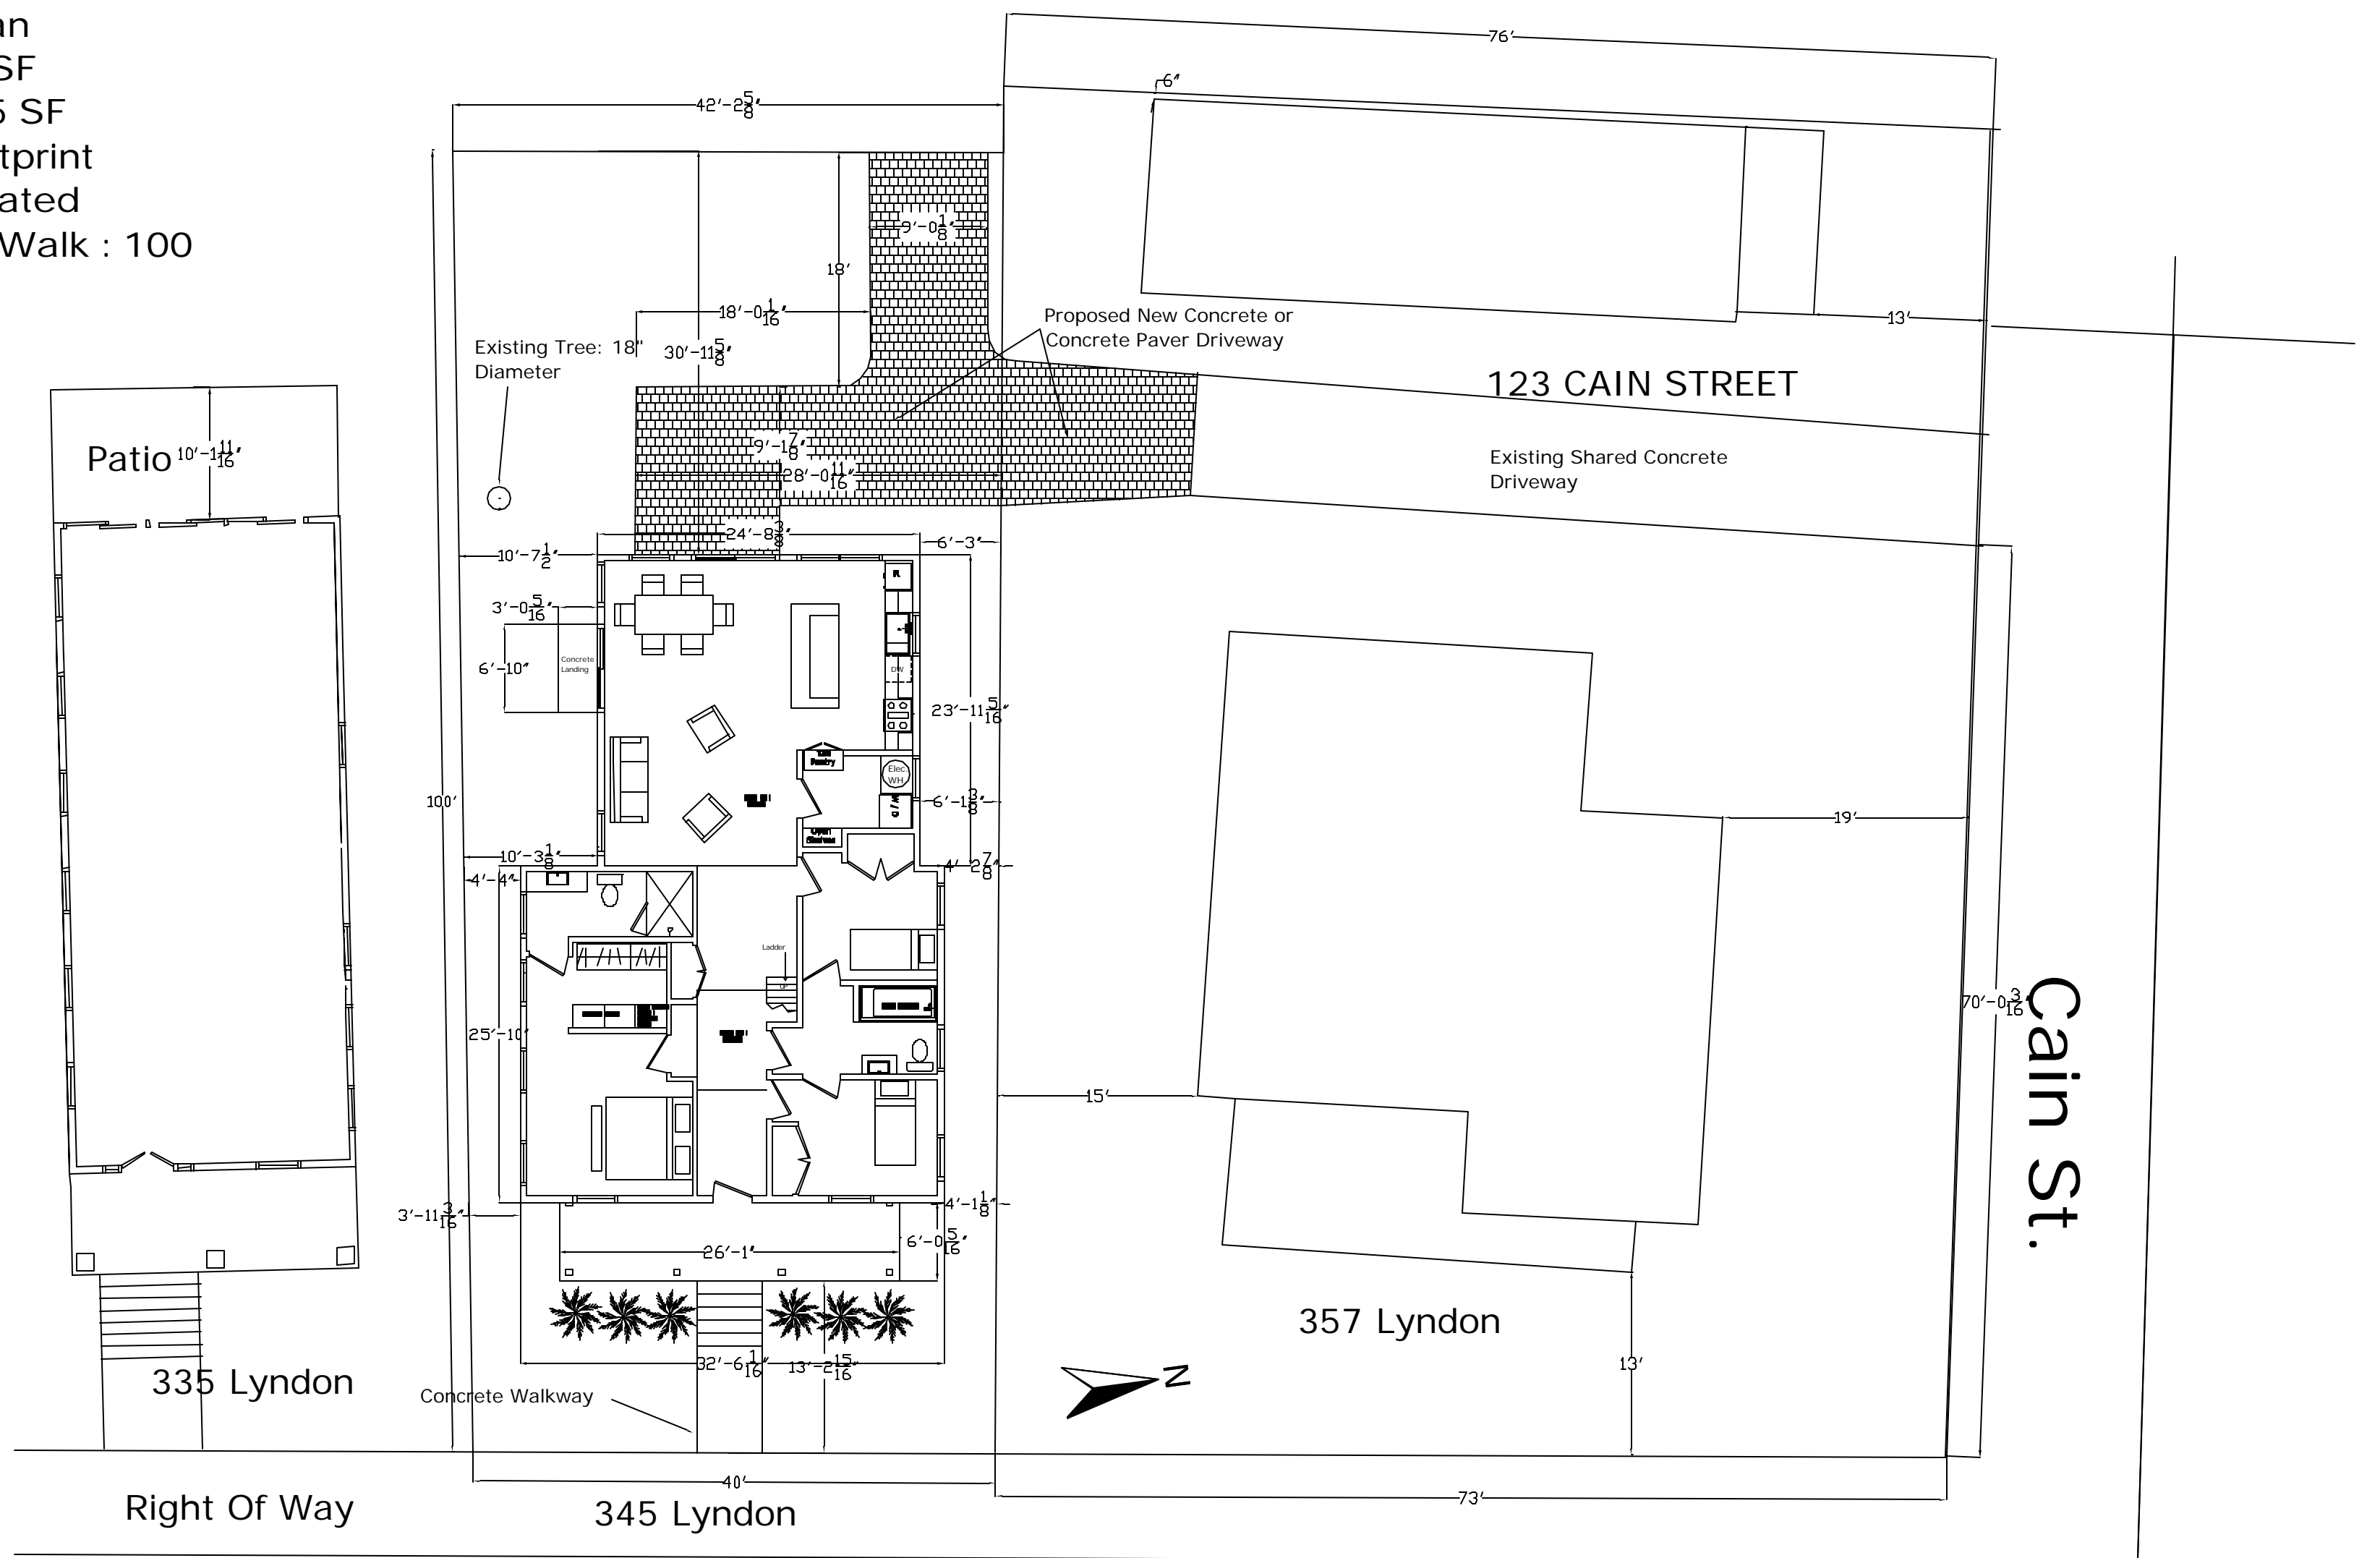 an
SF
5 SF
tprint
ated
Walk : 100
76'
6"
42'-2 5/8"
9'-0 1/8"
18'
18'-0 1/16"
30'-11 5/8"
Proposed New Concrete or
Concrete Paver Driveway
13'
Existing Tree: 18"
Diameter
123 CAIN STREET
Patio
10'-1 11/16"
9'-1 7/8"
28'-0 11/16"
Existing Shared Concrete
Driveway
24'-8 3/8"
6'-3"
10'-7 1/2"
3'-0 5/16"
6'-10"
Concrete
Landing
DW
23'-11 5/16"
Pantry
Elec.
WH
W/D
100'
6'-1 3/8"
19'
Open
10'-3 1/8"
4'-2 7/8"
4'-4"
Ladder
UP
25'-10"
70'-0 3/16"
Cain St.
15'
3'-11 3/16"
4'-1 1/8"
6'-0 5/16"
26'-1"
357 Lyndon
32'-6 1/16"
13'-2 15/16"
13'
N
335 Lyndon
Concrete Walkway
40'
73'
Right Of Way
345 Lyndon